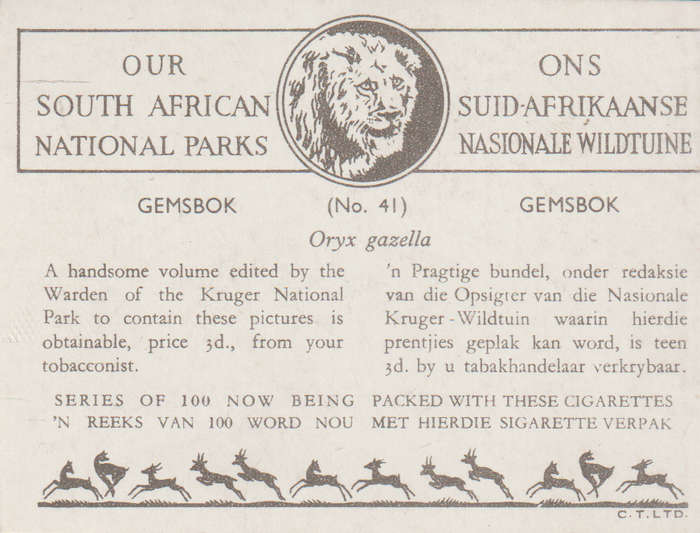 OUR
SOUTH AFRICAN
NATIONAL PARKS
ONS
SUID-AFRIKAANSE
NASIONALE WILDTUINE
GEMSBOK (No. 41) GEMSBOK
Oryx gazella
A handsome volume edited by the
Warden of the Kruger National
Park to contain these pictures is
obtainable, price 3d., from your
tobacconist.
'n Pragtige bundel, onder redaksie
van die Opsigter van die Nasionale
Kruger-Wildtuin waarin hierdie
prentjies geplak kan word, is teen
3d. by u tabakhandelaar verkrybaar.
SERIES OF 100 NOW BEING PACKED WITH THESE CIGARETTES
'N REEKS VAN 100 WORD NOU MET HIERDIE SIGARETTE VERPAK
C.T.LTD.